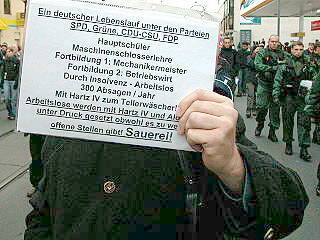 Ein deutscher Lebenslauf unter den Parteien
SPD, Grüne, CDU-CSU, FDP
Hauptschüler
Maschinenschlosserlehre
Fortbildung 1: Mechanikermeister
Fortbildung 2: Betriebswirt
Durch Insolvenz - Arbeitslos
300 Absagen / Jahr
Mit Hartz IV zum Tellerwäscher!
Arbeitslose werden mit Hartz IV und
unter Druck gesetzt obwohl es zu we
offene Stellen gibt! Sauerei!